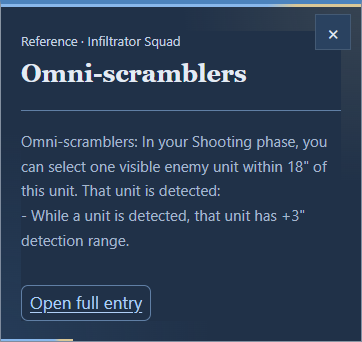 Reference · Infiltrator Squad
×
Omni-scramblers
Omni-scramblers: In your Shooting phase, you
can select one visible enemy unit within 18" of
this unit. That unit is detected:
- While a unit is detected, that unit has +3"
detection range.
Open full entry